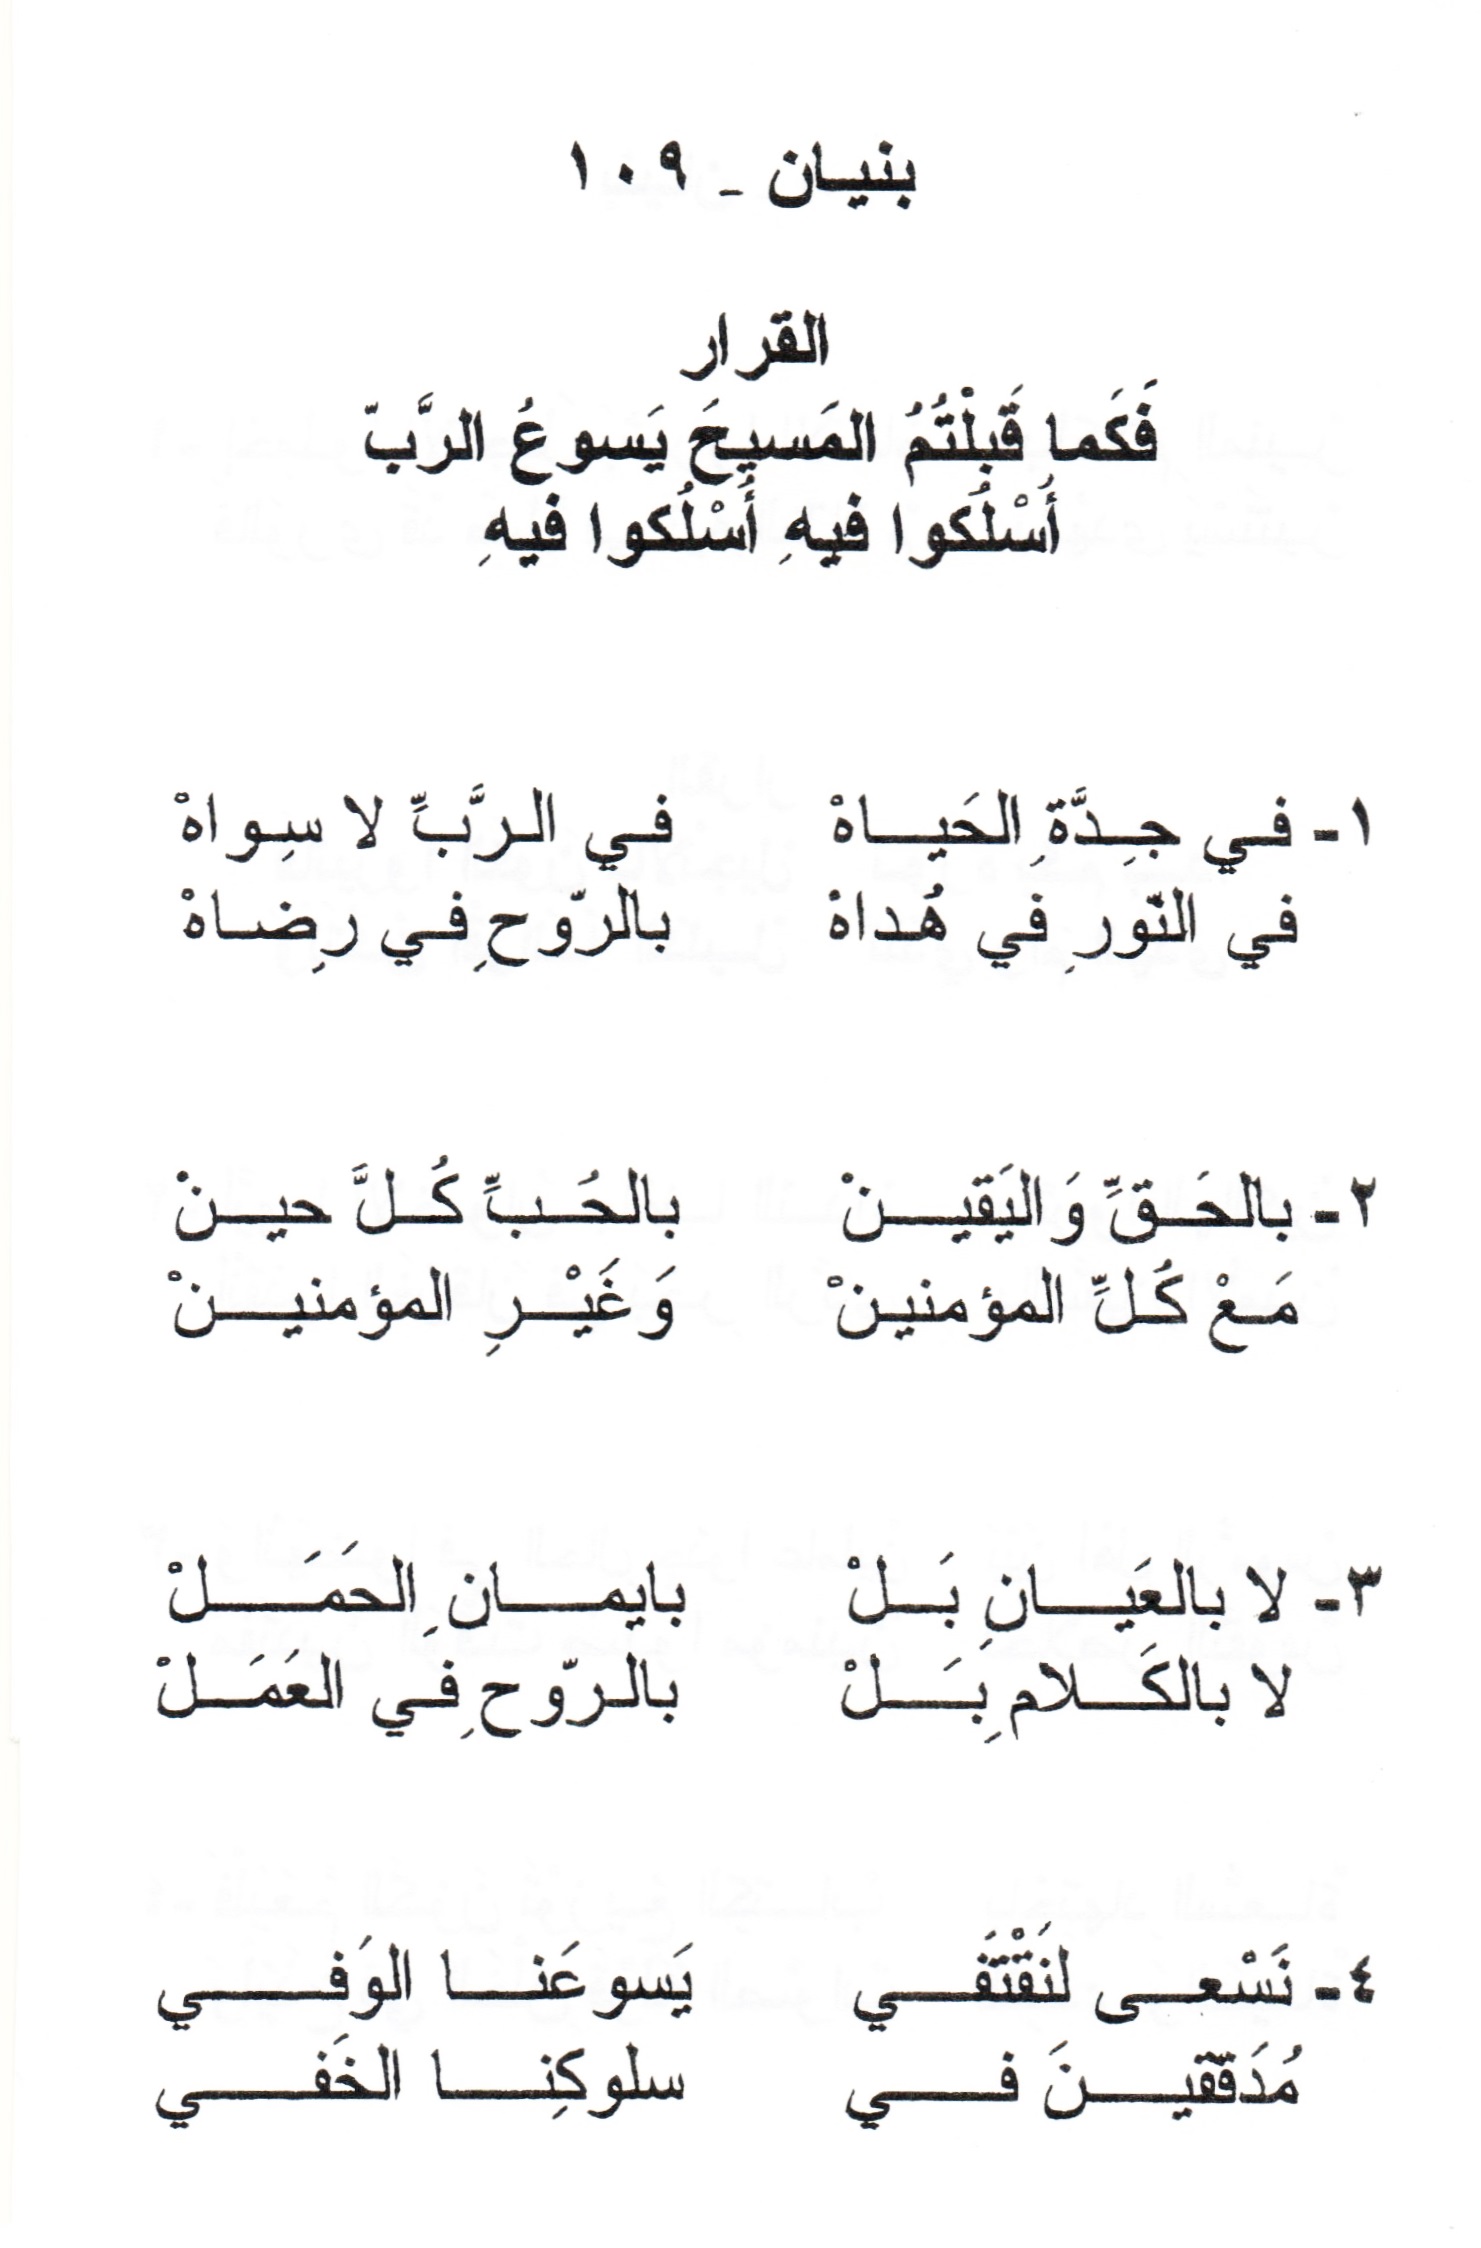 بنيـان - ١٠٩
القرار
فَكَما قَبِلْتُمُ المَسيحَ يَسوعُ الرَّبّ
أُسْلُكوا فيهِ أُسْلُكوا فيهِ
١- في جِدَّةِ الحَياهْ في الرَّبِّ لا سِواهْ
في النّورِ في هُداهْ بالرّوحِ في رِضاهْ
٢- بالحَقِّ وَاليَقينْ بالحُبِّ كُلَّ حينْ
مَعْ كُلِّ المؤمنينْ وَغَيْرِ المؤمنينْ
٣- لا بالعَيانِ بَلْ بايمانِ الحَمَلْ
لا بالكَلامِ بَلْ بالرّوحِ في العَمَلْ
٤- نَسْعى لنَقْتَفي يَسوعَنا الوَفي
مُدَقّقينَ في سلوكِنا الخَفي